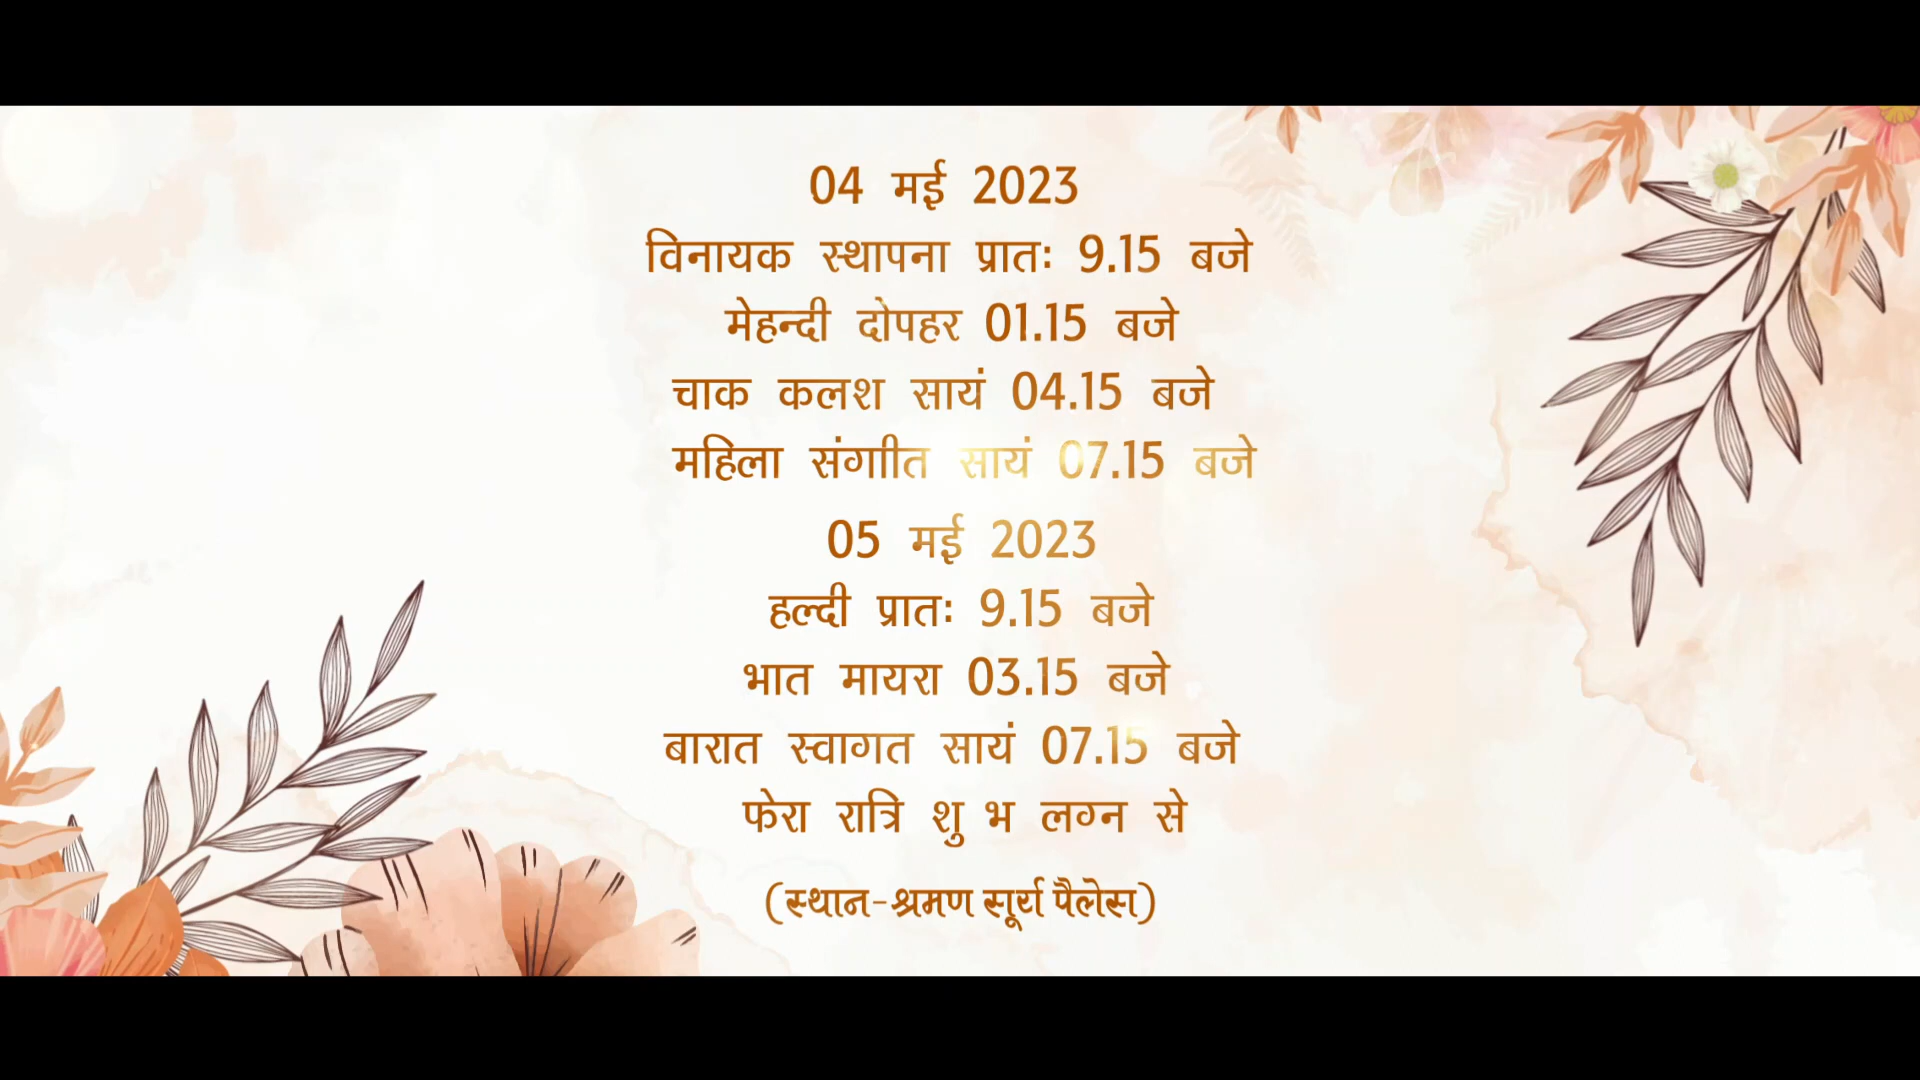 04 मई 2023
विनायक स्थापना प्रातः 9.15 बजे
मेहन्दी दोपहर 01.15 बजे
चाक कलश सायं 04.15 बजे
महिला संगाीत सायं 07.15 बजे
05 मई 2023
हल्दी प्रातः 9.15 बजे
भात मायरा 03.15 बजे
बारात स्वागत सायं 07.15 बजे
फेरा रात्रि शु भ लग्न से
(स्थान-श्रमण सूर्या पैलेस)